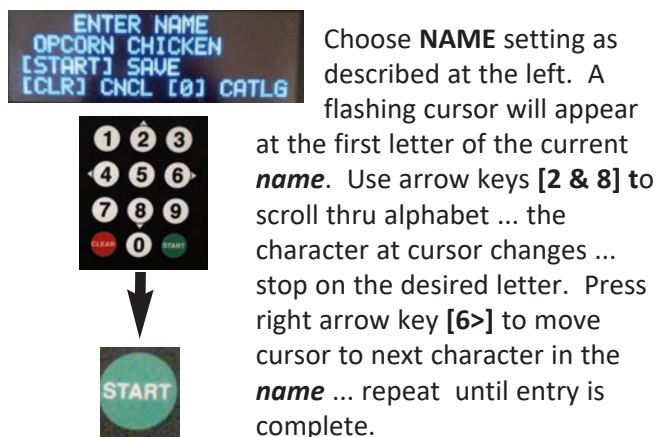 ENTER NAME
OPCORN CHICKEN
[START] SAVE
[CLR] CNCL [0] CATLG
1 2 3
4 5 6
7 8 9
CLEAR 0 START
START
Choose NAME setting as
described at the left. A
flashing cursor will appear
at the first letter of the current
name. Use arrow keys [2 & 8] to
scroll thru alphabet ... the
character at cursor changes ...
stop on the desired letter. Press
right arrow key [6>] to move
cursor to next character in the
name ... repeat until entry is
complete.